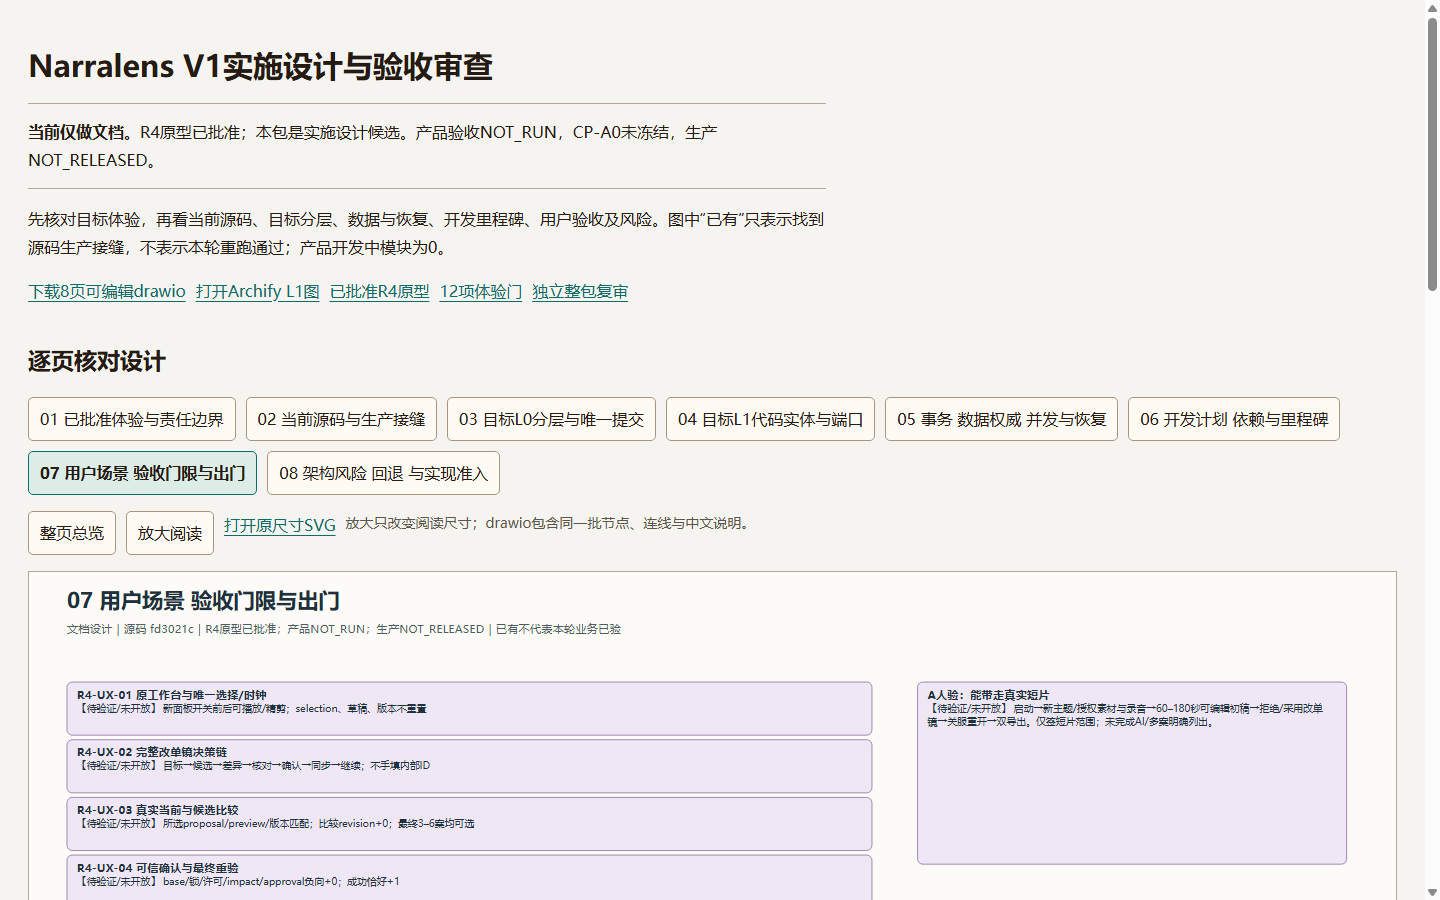 Narralens V1实施设计与验收审查
当前仅做文档。R4原型已批准；本包是实施设计候选。产品验收NOT_RUN，CP-A0未冻结，生产
NOT_RELEASED。
先核对目标体验，再看当前源码、目标分层、数据与恢复、开发里程碑、用户验收及风险。图中“已有”只表示找到
源码生产接缝，不表示本轮重跑通过；产品开发中模块为0。
下载8页可编辑drawio 打开Archify L1图 已批准R4原型 12项体验门 独立整包复审
逐页核对设计
01 已批准体验与责任边界 02 当前源码与生产接缝 03 目标L0分层与唯一提交 04 目标L1代码实体与端口 05 事务 数据权威 并发与恢复 06 开发计划 依赖与里程碑
07 用户场景 验收门限与出门 08 架构风险 回退 与实现准入
整页总览 放大阅读 打开原尺寸SVG 放大只改变阅读尺寸；drawio包含同一批节点、连线与中文说明。
07 用户场景 验收门限与出门
文档设计 | 源码 fd3021c | R4原型已批准；产品NOT_RUN；生产NOT_RELEASED | 已有不代表本轮业务已验
R4-UX-01 原工作台与唯一选择/时钟
【待验证/未开放】 新面板开关前后可播放/精剪；selection、草稿、版本不重置
R4-UX-02 完整改单镜决策链
【待验证/未开放】 目标→候选→差异→核对→确认→同步→继续；不手填内部ID
R4-UX-03 真实当前与候选比较
【待验证/未开放】 所选proposal/preview/版本匹配；比较revision+0；最终3–6案均可选
R4-UX-04 可信确认与最终重验
【待验证/未开放】 base/锁/许可/impact/approval负向+0；成功恰好+1
A人验：能带走真实短片
【待验证/未开放】 启动→新主题/授权素材与录音→60–180秒可编辑初稿→拒绝/采用改单
镜→关服重开→双导出。仅签短片范围；未完成AI/多案明确列出。